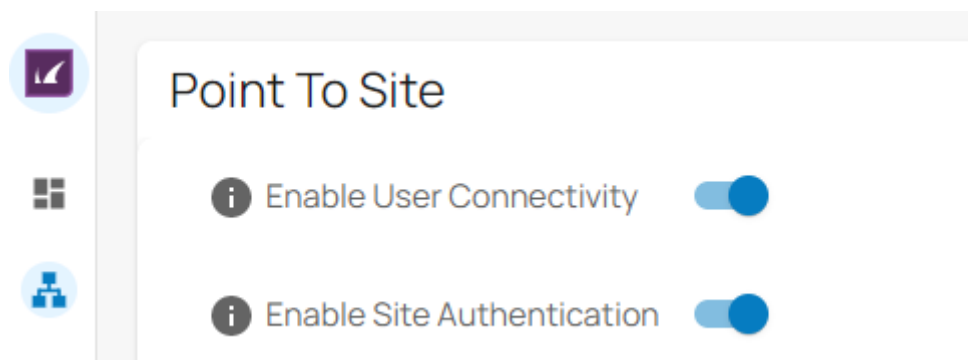 Point To Site
Enable User Connectivity
Enable Site Authentication